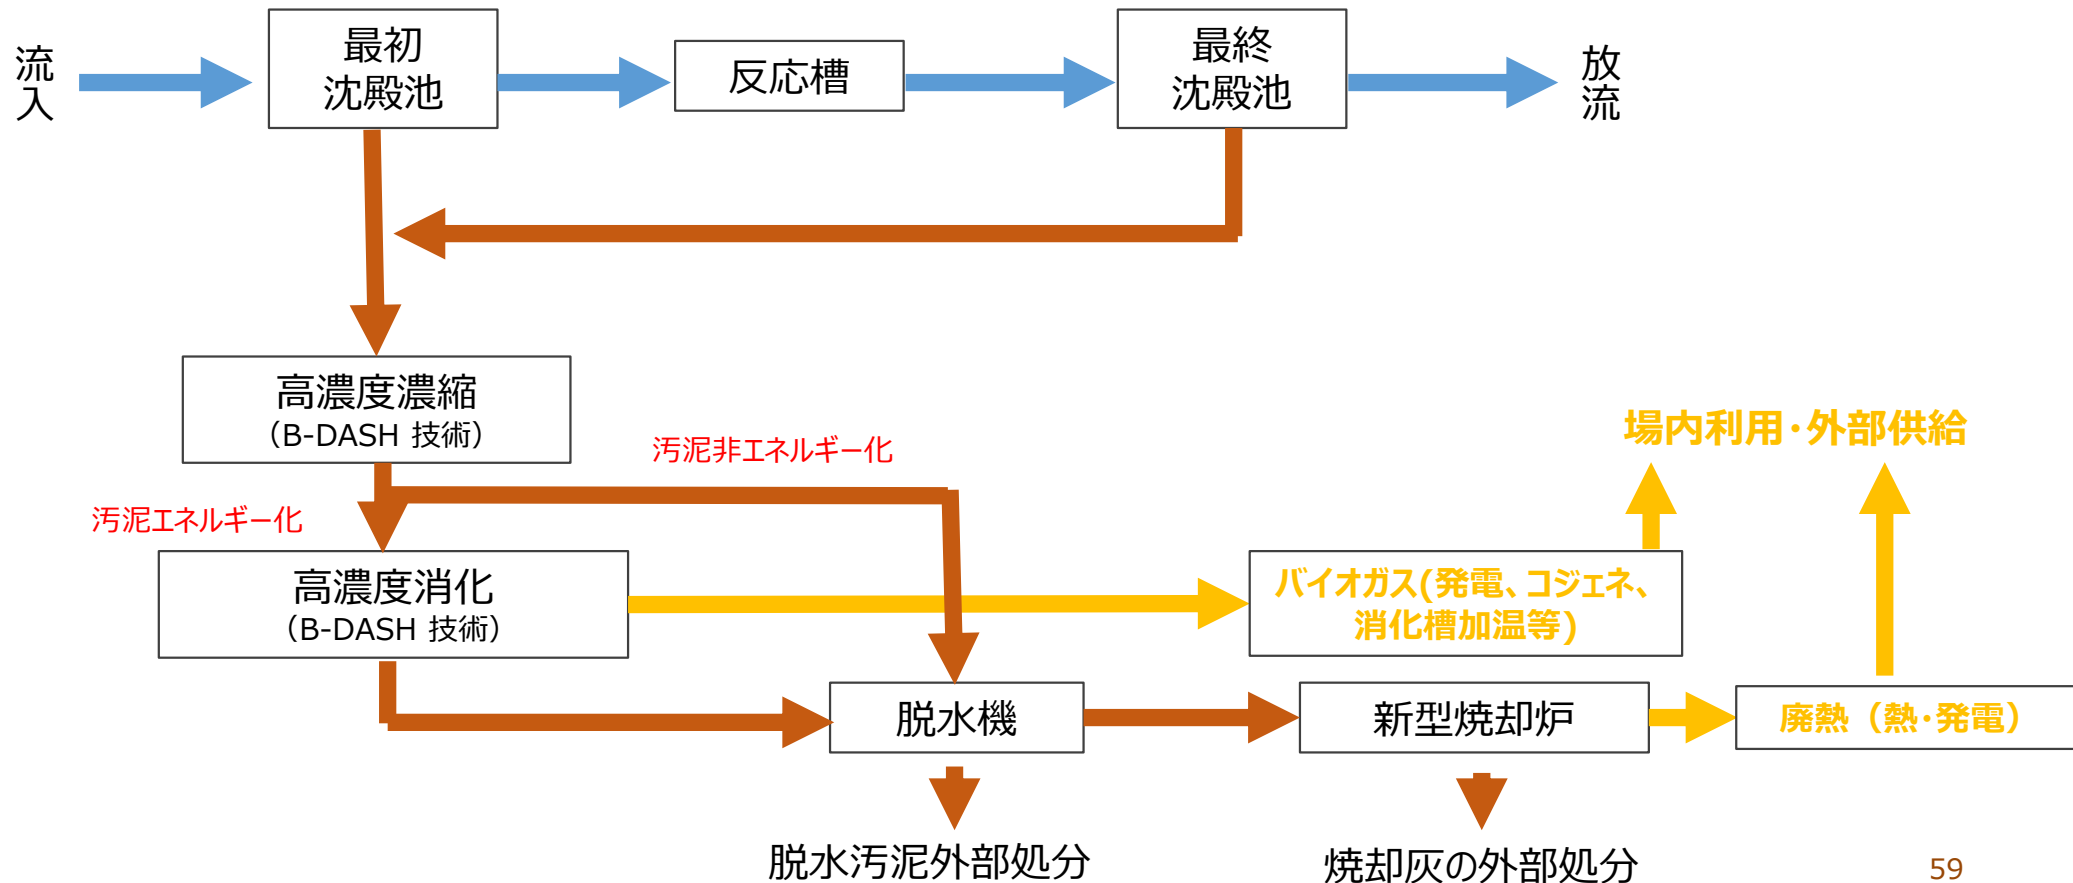 流入
最初
沈殿池
反応槽
最終
沈殿池
放流
高濃度濃縮
（B-DASH 技術）
汚泥非エネルギー化
場内利用・外部供給
汚泥エネルギー化
高濃度消化
（B-DASH 技術）
バイオガス(発電、コジェネ、
消化槽加温等)
脱水機
新型焼却炉
廃熱（熱・発電）
脱水汚泥外部処分
焼却灰の外部処分
59